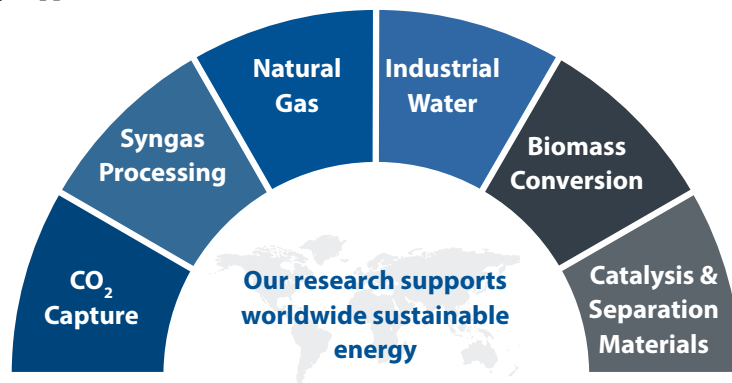 CO₂
Capture
Syngas
Processing
Natural
Gas
Industrial
Water
Biomass
Conversion
Catalysis &
Separation
Materials
Our research supports
worldwide sustainable
energy